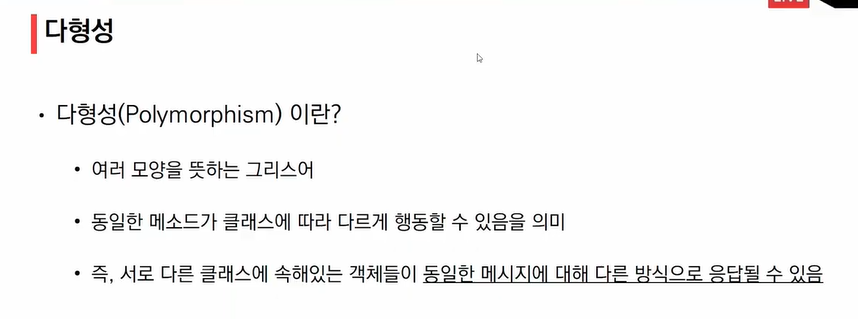 다형성
• 다형성(Polymorphism) 이란?
• 여러 모양을 뜻하는 그리스어
• 동일한 메소드가 클래스에 따라 다르게 행동할 수 있음을 의미
• 즉, 서로 다른 클래스에 속해있는 객체들이 동일한 메시지에 대해 다른 방식으로 응답될 수 있음